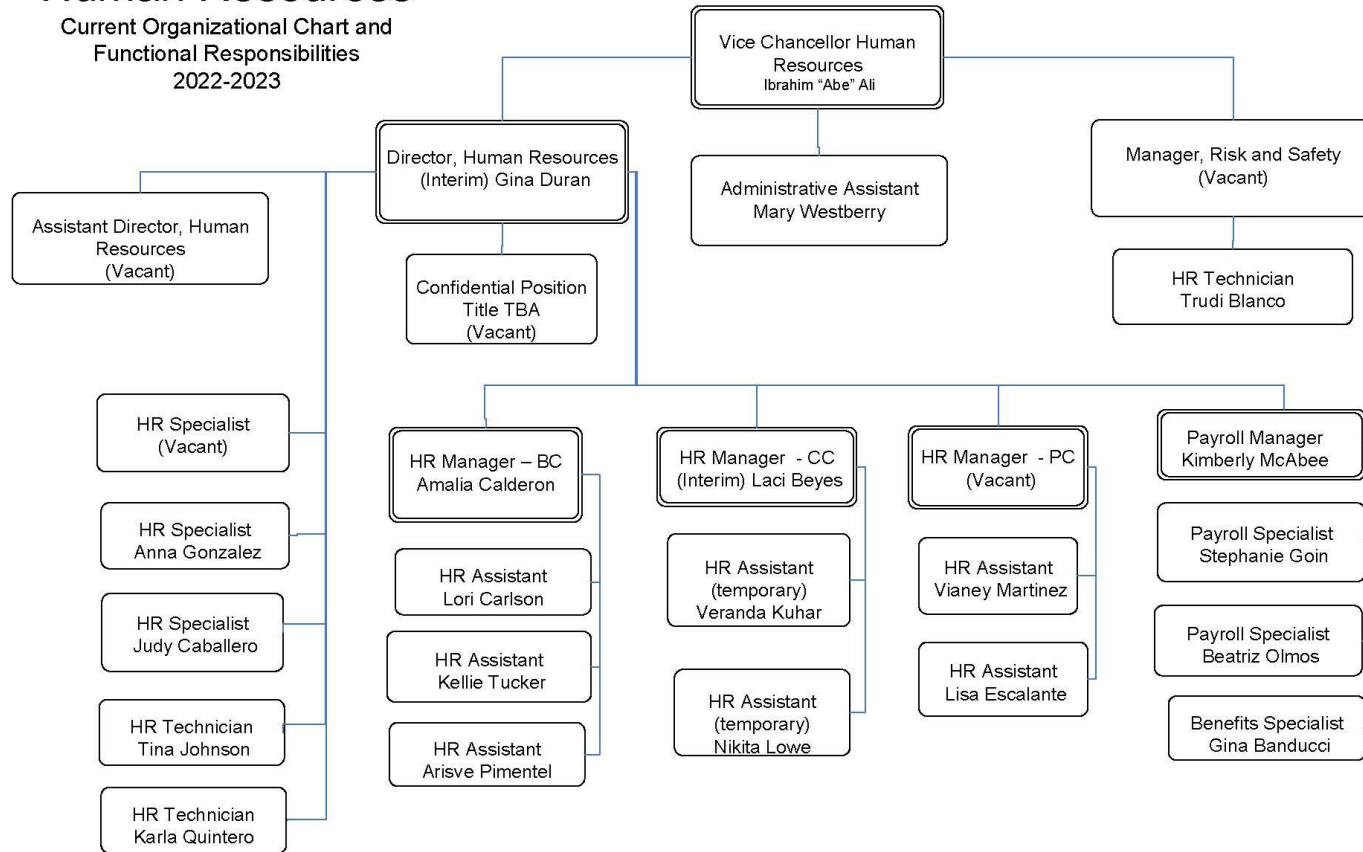 Human Resources
Current Organizational Chart and
Functional Responsibilities
2022-2023
Vice Chancellor Human
Resources
Ibrahim “Abe” Ali
Director, Human Resources
(Interim) Gina Duran
Administrative Assistant
Mary Westberry
Manager, Risk and Safety
(Vacant)
Assistant Director, Human
Resources
(Vacant)
Confidential Position
Title TBA
(Vacant)
HR Technician
Trudi Blanco
HR Specialist
(Vacant)
HR Specialist
Anna Gonzalez
HR Specialist
Judy Caballero
HR Technician
Tina Johnson
HR Technician
Karla Quintero
HR Manager – BC
Amalia Calderon
HR Assistant
Lori Carlson
HR Assistant
Kellie Tucker
HR Assistant
Arisve Pimentel
HR Manager - CC
(Interim) Laci Beyes
HR Assistant
(temporary)
Veranda Kuhar
HR Assistant
(temporary)
Nikita Lowe
HR Manager - PC
(Vacant)
HR Assistant
Vianey Martinez
HR Assistant
Lisa Escalante
Payroll Manager
Kimberly McAbee
Payroll Specialist
Stephanie Goin
Payroll Specialist
Beatriz Olmos
Benefits Specialist
Gina Banducci